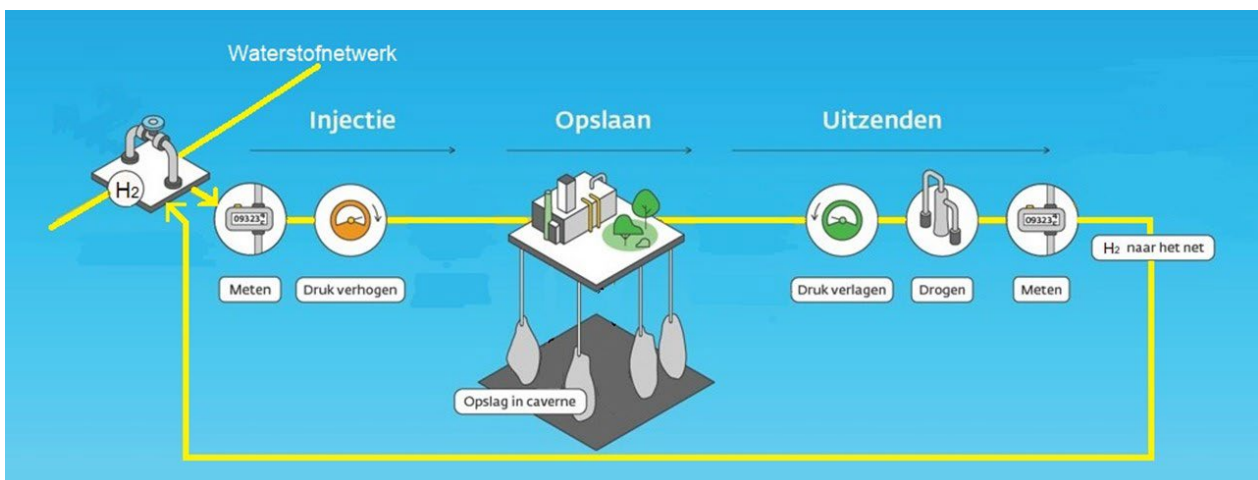 Waterstofnetwerk
Injectie
Opslaan
Uitzenden
H2
09323
Meten
Druk verhogen
Opslag in caverne
Druk verlagen
Drogen
09323
Meten
H2 naar het net